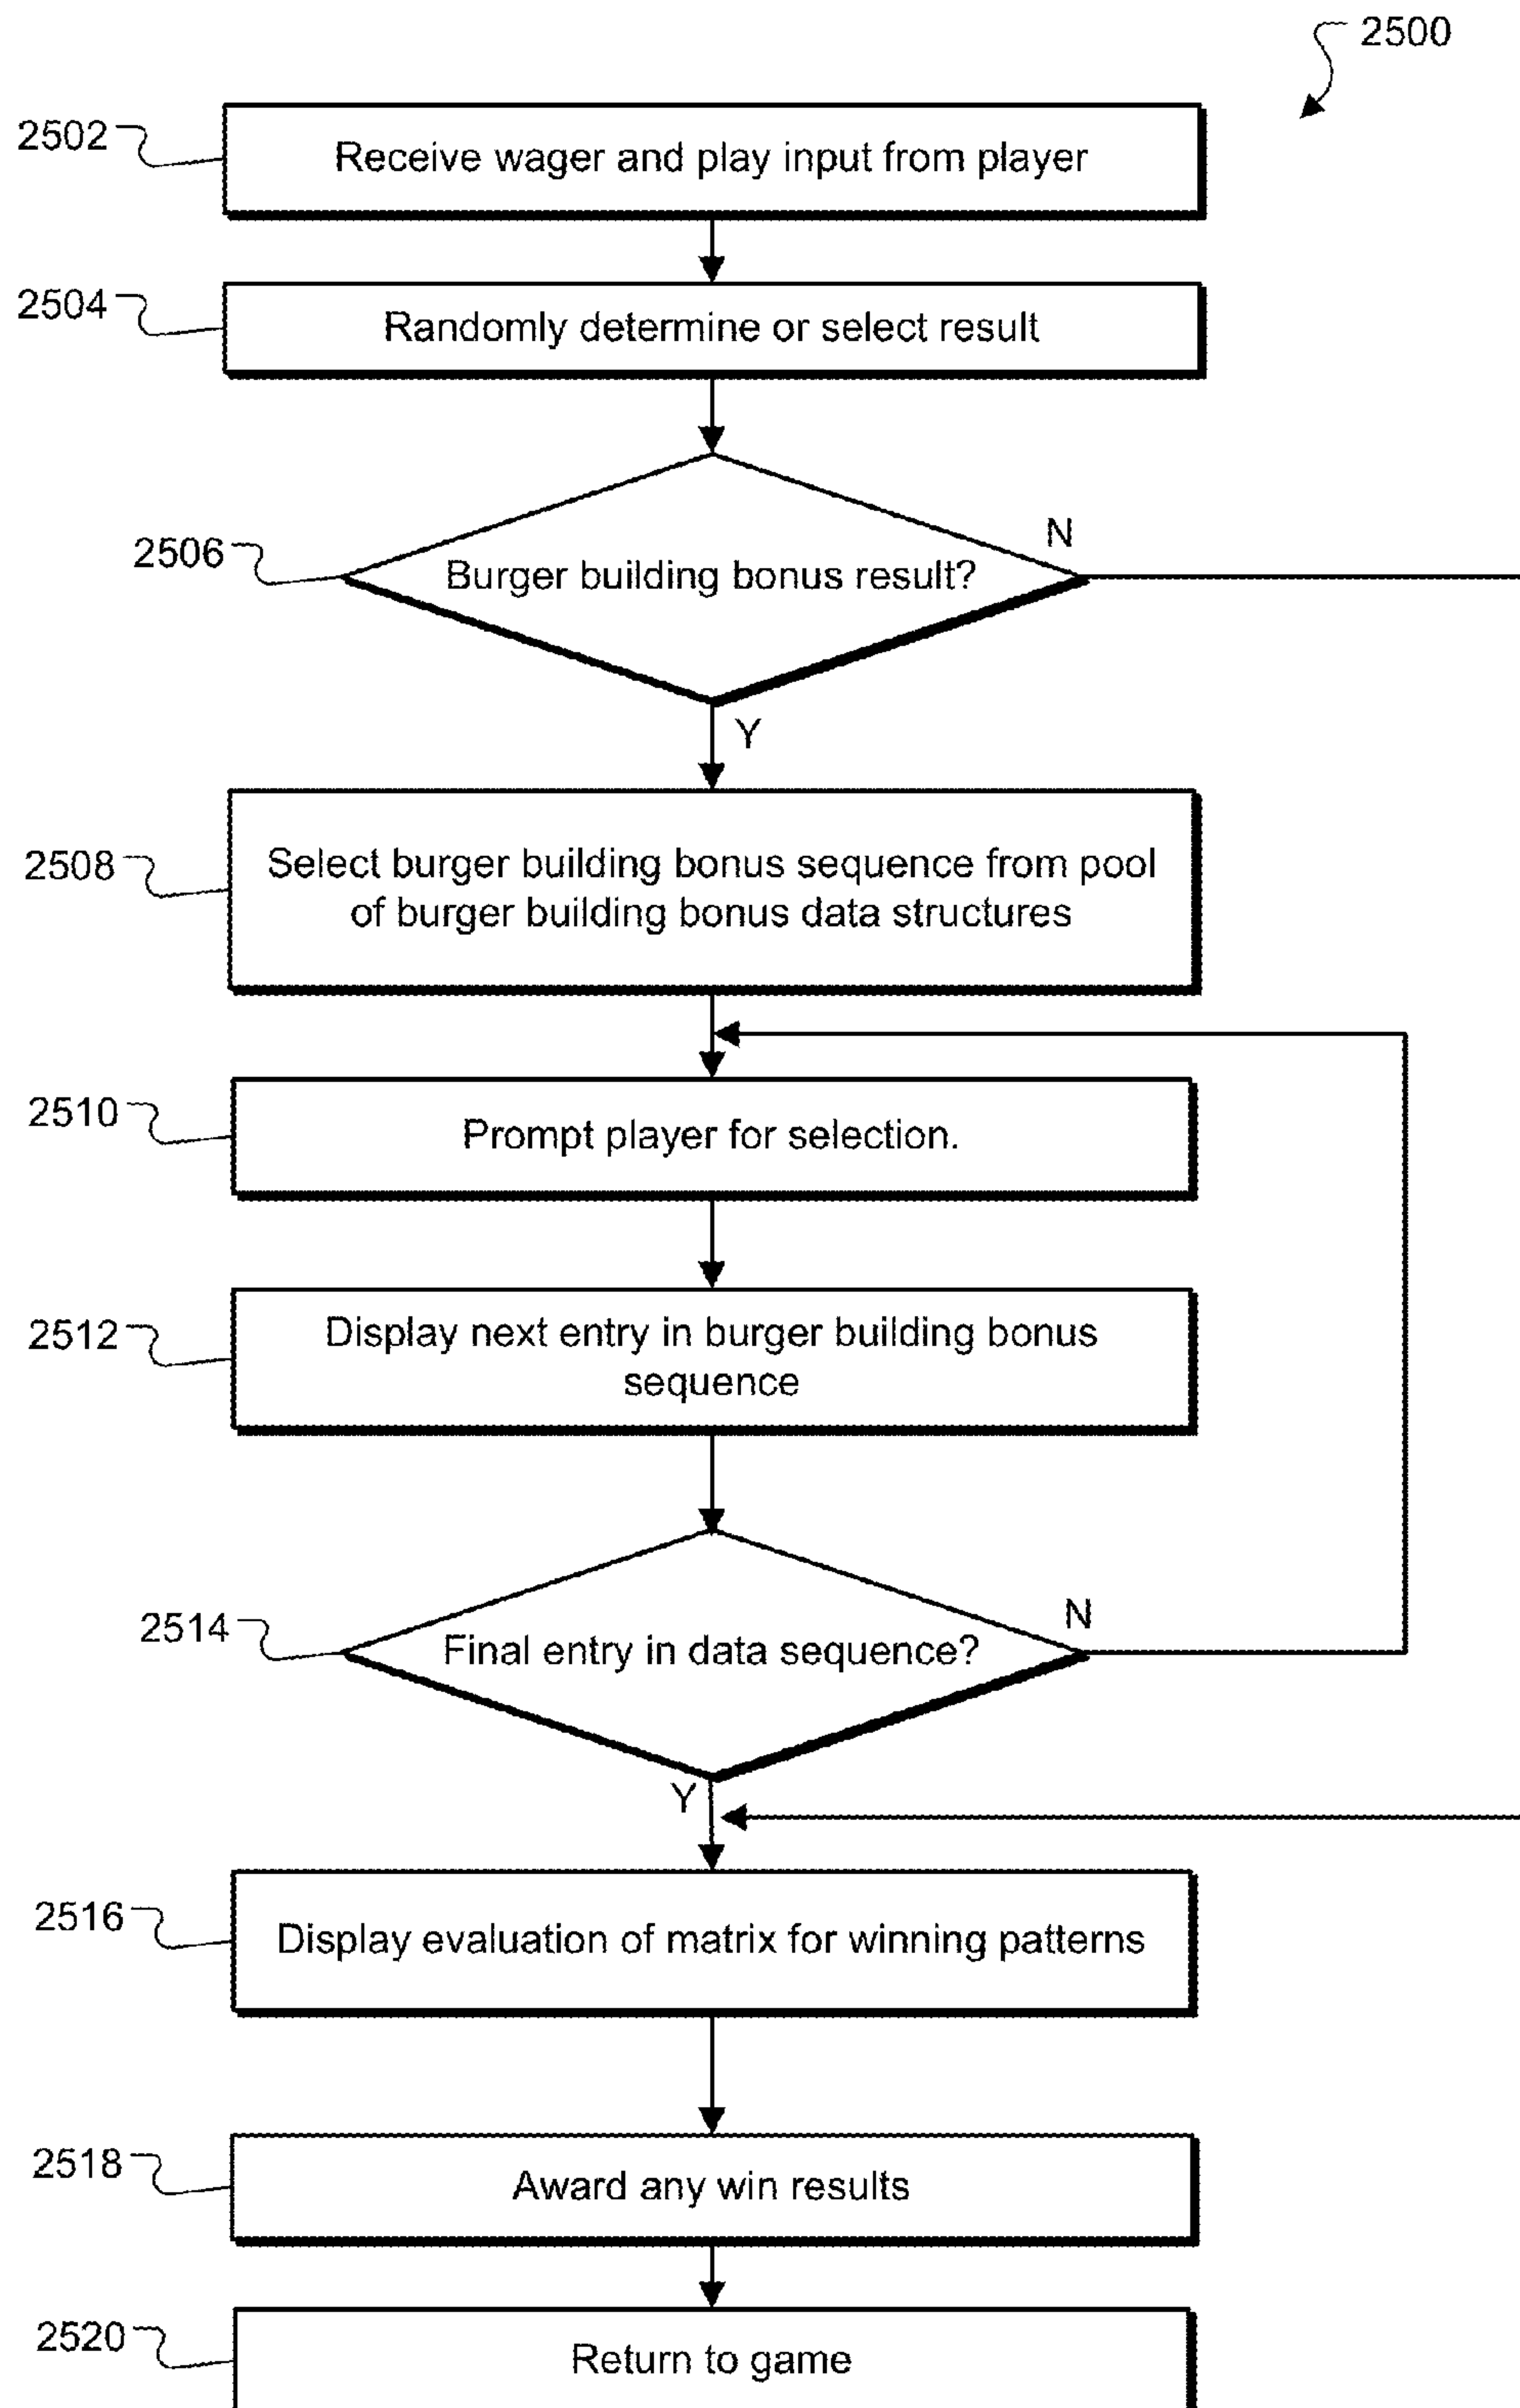 2500
2502
Receive wager and play input from player
2504
Randomly determine or select result
2506
Burger building bonus result?
N
Y
2508
Select burger building bonus sequence from pool
of burger building bonus data structures
2510
Prompt player for selection.
2512
Display next entry in burger building bonus
sequence
2514
Final entry in data sequence?
N
Y
2516
Display evaluation of matrix for winning patterns
2518
Award any win results
2520
Return to game